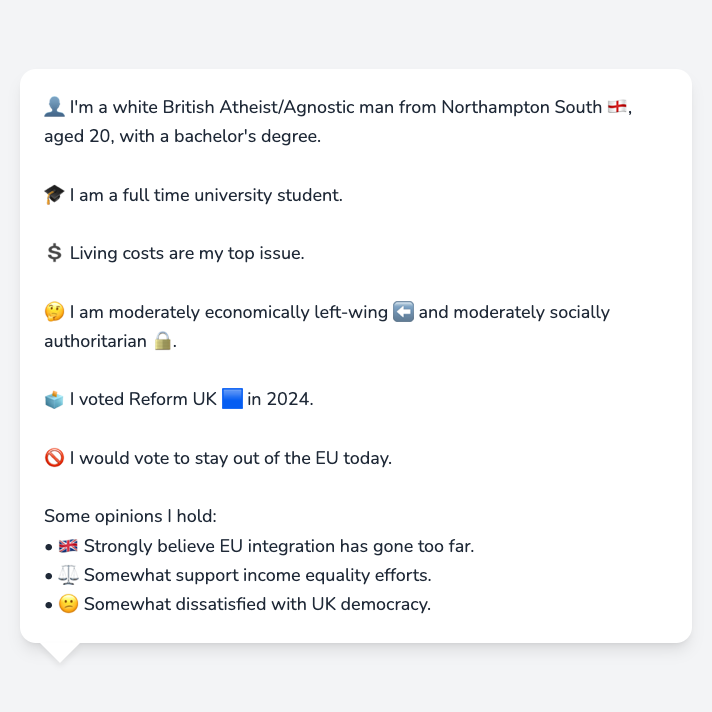 👤 I'm a white British Atheist/Agnostic man from Northampton South 🏴󠁧󠁢󠁥󠁮󠁧󠁿,
aged 20, with a bachelor's degree.
🎓 I am a full time university student.
💲 Living costs are my top issue.
🤔 I am moderately economically left-wing ⬅️ and moderately socially
authoritarian 🔒.
🗳️ I voted Reform UK 🟦 in 2024.
🚫 I would vote to stay out of the EU today.
Some opinions I hold:
• 🇬🇧 Strongly believe EU integration has gone too far.
• ⚖️ Somewhat support income equality efforts.
• 😕 Somewhat dissatisfied with UK democracy.